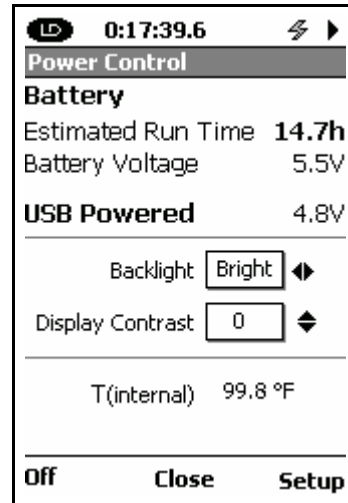 LD 0:17:39.6
Power Control
Battery
Estimated Run Time 14.7h
Battery Voltage 5.5V
USB Powered 4.8V
Backlight Bright
Display Contrast 0
T(internal) 99.8 °F
Off Close Setup